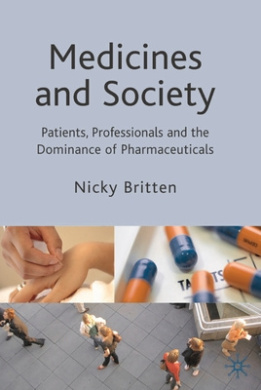 Medicines
and Society
Patients, Professionals and the
Dominance of Pharmaceuticals
Nicky Britten